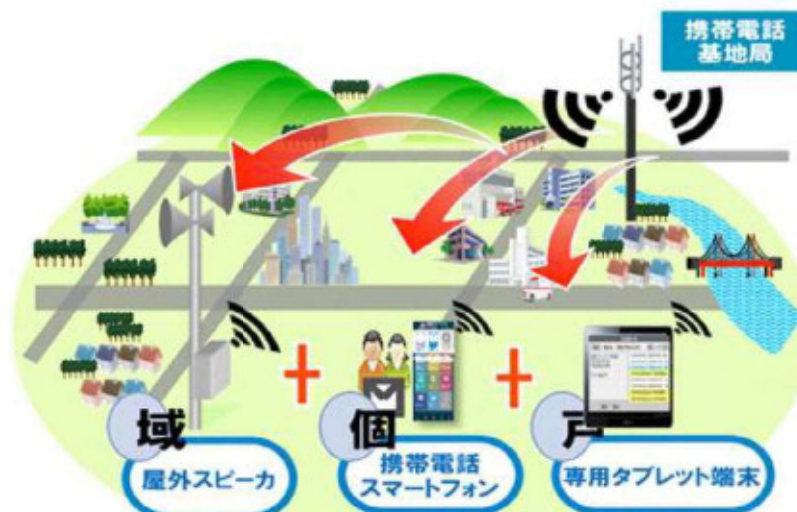 携帯電話
基地局
域
屋外スピーカ
個
携帯電話
スマートフォン
戸
専用タブレット端末